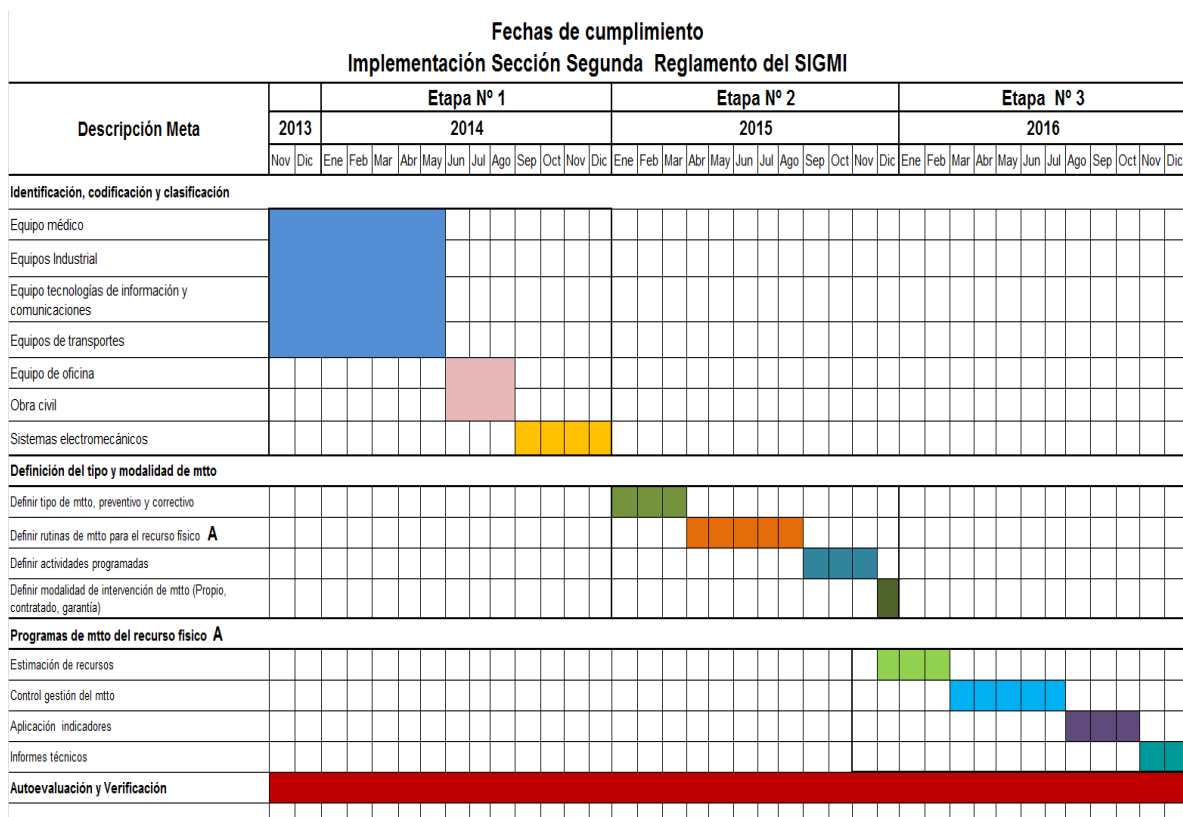 Fechas de cumplimiento
Implementación Sección Segunda Reglamento del SIGMI
Descripción Meta
Etapa Nº 1
Etapa Nº 2
Etapa Nº 3
2013
2014
2015
2016
Nov Dic Ene Feb Mar Abr May Jun Jul Ago Sep Oct Nov Dic Ene Feb Mar Abr May Jun Jul Ago Sep Oct Nov Dic Ene Feb Mar Abr May Jun Jul Ago Sep Oct Nov Dic
Identificación, codificación y clasificación
Equipo médico
Equipos Industrial
Equipo tecnologías de información y
comunicaciones
Equipos de transportes
Equipo de oficina
Obra civil
Sistemas electromecánicos
Definición del tipo y modalidad de mtto
Definir tipo de mtto, preventivo y correctivo
Definir rutinas de mtto para el recurso físico A
Definir actividades programadas
Definir modalidad de intervención de mtto (Propio,
contratado, garantía)
Programas de mtto del recurso fisico A
Estimación de recursos
Control gestión del mtto
Aplicación indicadores
Informes técnicos
Autoevaluación y Verificación